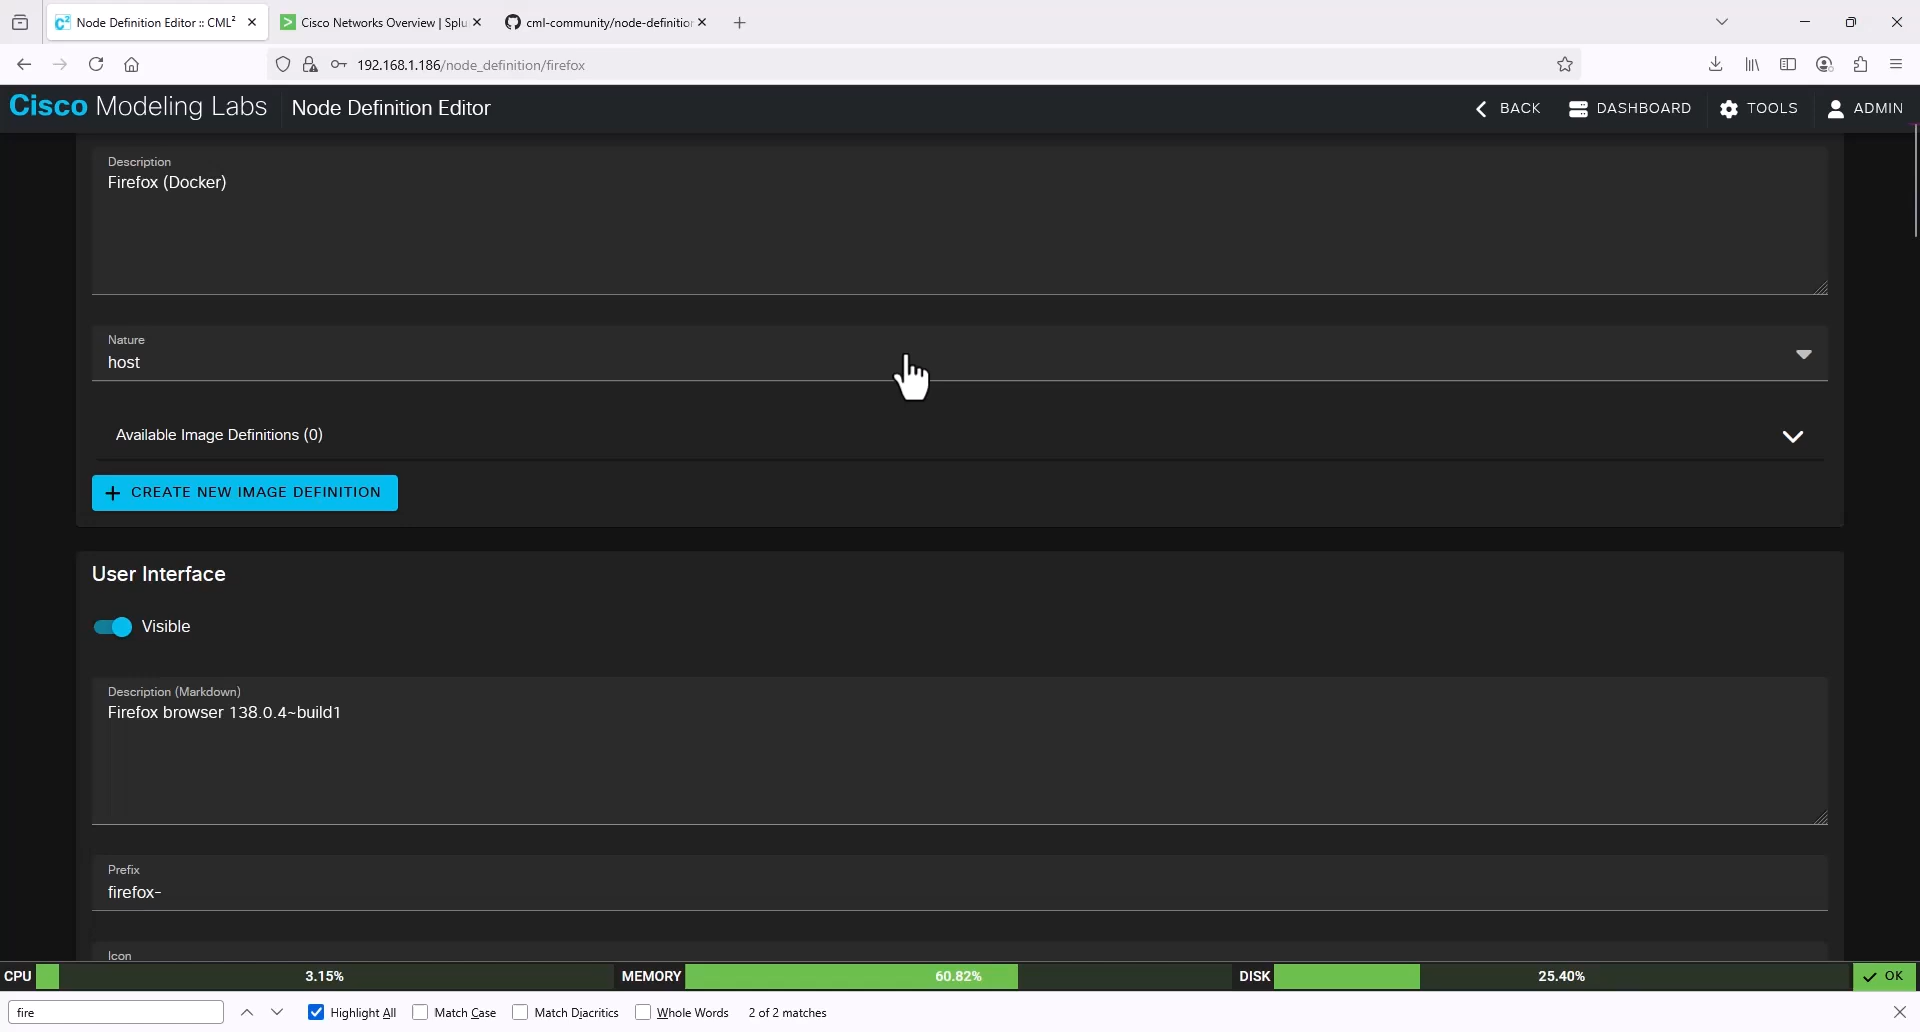 Node Definition Editor :: CML²
Cisco Networks Overview | Splu
cml-community/node-definition
192.168.1.186/node_definition/firefox
Cisco Modeling Labs
Node Definition Editor
BACK
DASHBOARD
TOOLS
ADMIN
Description
Firefox (Docker)
Nature
host
Available Image Definitions (0)
CREATE NEW IMAGE DEFINITION
User Interface
Visible
Description (Markdown)
Firefox browser 138.0.4~build1
Prefix
firefox-
Icon
CPU 3.15%
MEMORY 60.82%
DISK 25.40%
OK
fire
Highlight All
Match Case
Match Diacritics
Whole Words
2 of 2 matches